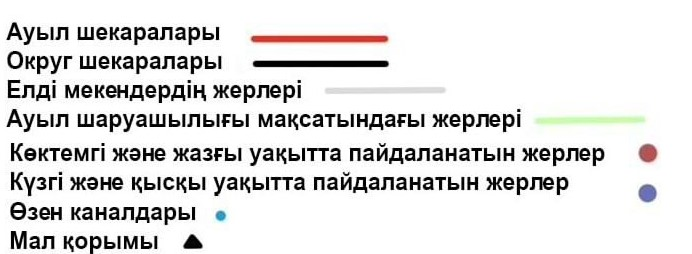 Ауыл шекаралары
Округ шекаралары
Елді мекендердің жерлері
Ауыл шаруашылығы мақсатындағы жерлері
Көктемгі және жазғы уақытта пайдаланатын жерлер
Күзгі және қысқы уақытта пайдаланатын жерлер
Өзен каналдары
Мал қорымы